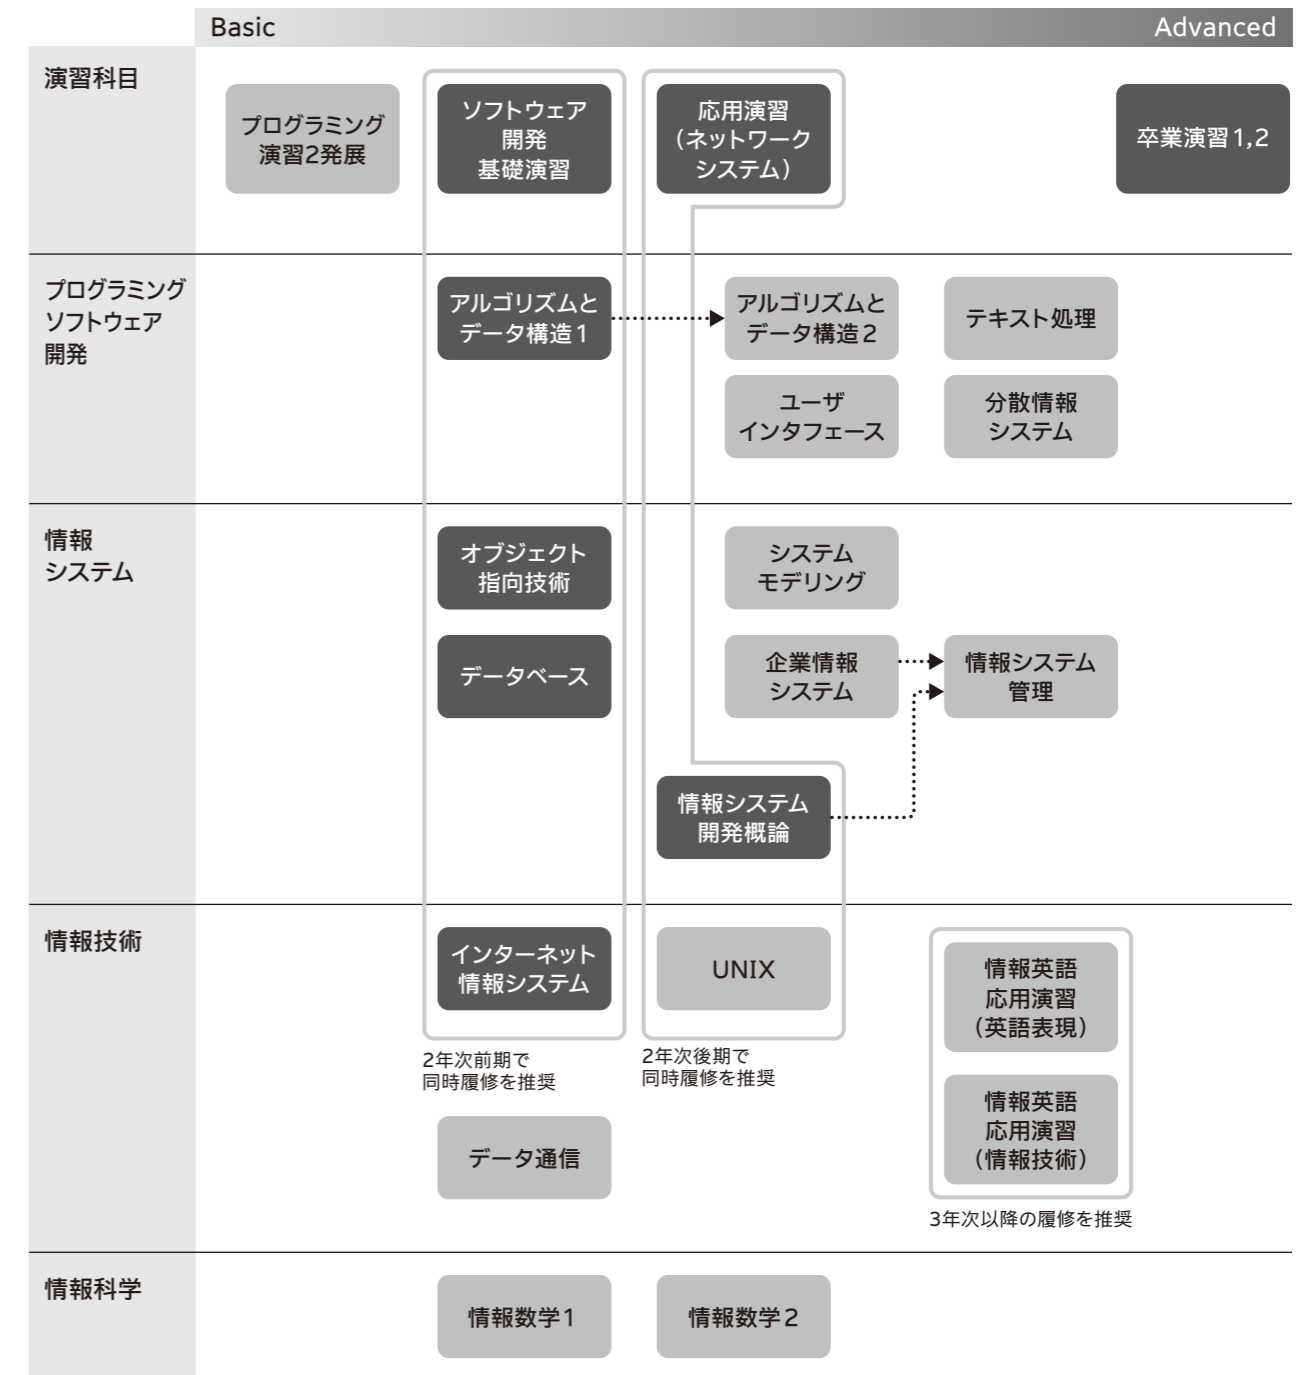 Basic
Advanced
演習科目
プログラミング
演習2発展
ソフトウェア
開発
基礎演習
応用演習
（ネットワーク
システム）
卒業演習1,2
プログラミング
ソフトウェア
開発
アルゴリズムと
データ構造1
アルゴリズムと
データ構造2
テキスト処理
ユーザ
インタフェース
分散情報
システム
情報
システム
オブジェクト
指向技術
システム
モデリング
データベース
企業情報
システム
情報システム
管理
情報システム
開発概論
情報技術
インターネット
情報システム
UNIX
情報英語
応用演習
（英語表現）
2年次前期で
同時履修を推奨
2年次後期で
同時履修を推奨
データ通信
情報英語
応用演習
（情報技術）
3年次以降の履修を推奨
情報科学
情報数学1
情報数学2